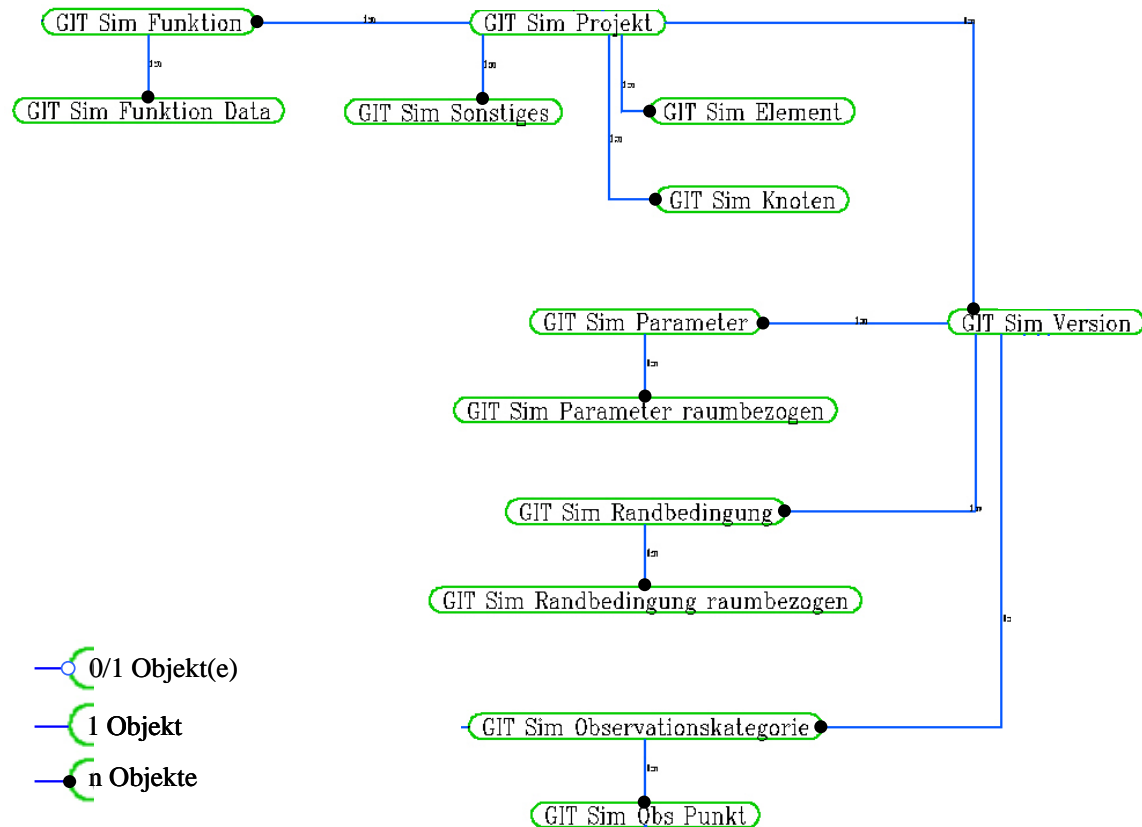 GIT Sim Funktion
GIT Sim Projekt
GIT Sim Funktion Data
GIT Sim Sonstiges
GIT Sim Element
GIT Sim Knoten
GIT Sim Parameter
GIT Sim Version
GIT Sim Parameter raumbezogen
GIT Sim Randbedingung
GIT Sim Randbedingung raumbezogen
0/1 Objekt(e)
1 Objekt
GIT Sim Observationskategorie
n Objekte
GIT Sim Obs Punkt